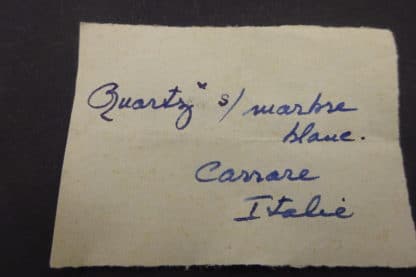 Quartz* s/ marbre
blanc.
Carrare
Italie